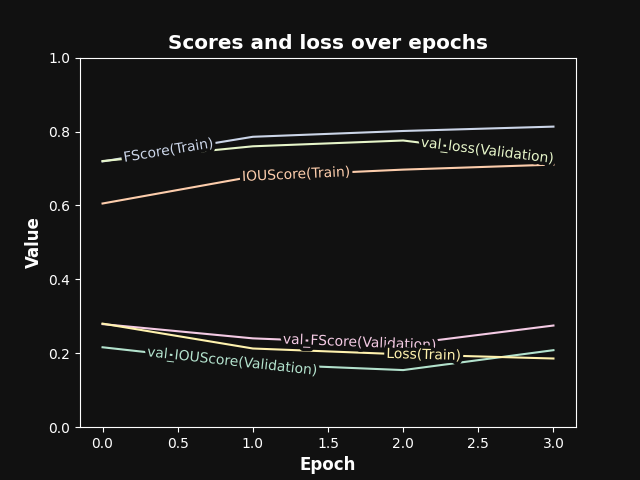 Scores and loss over epochs
1.0
0.8
0.6
0.4
0.2
0.0
Value
FScore(Train)
val_loss(Validation)
IOUScore(Train)
val_FScore(Validation)
Loss(Train)
val_IOUScore(Validation)
0.0 0.5 1.0 1.5 2.0 2.5 3.0
Epoch